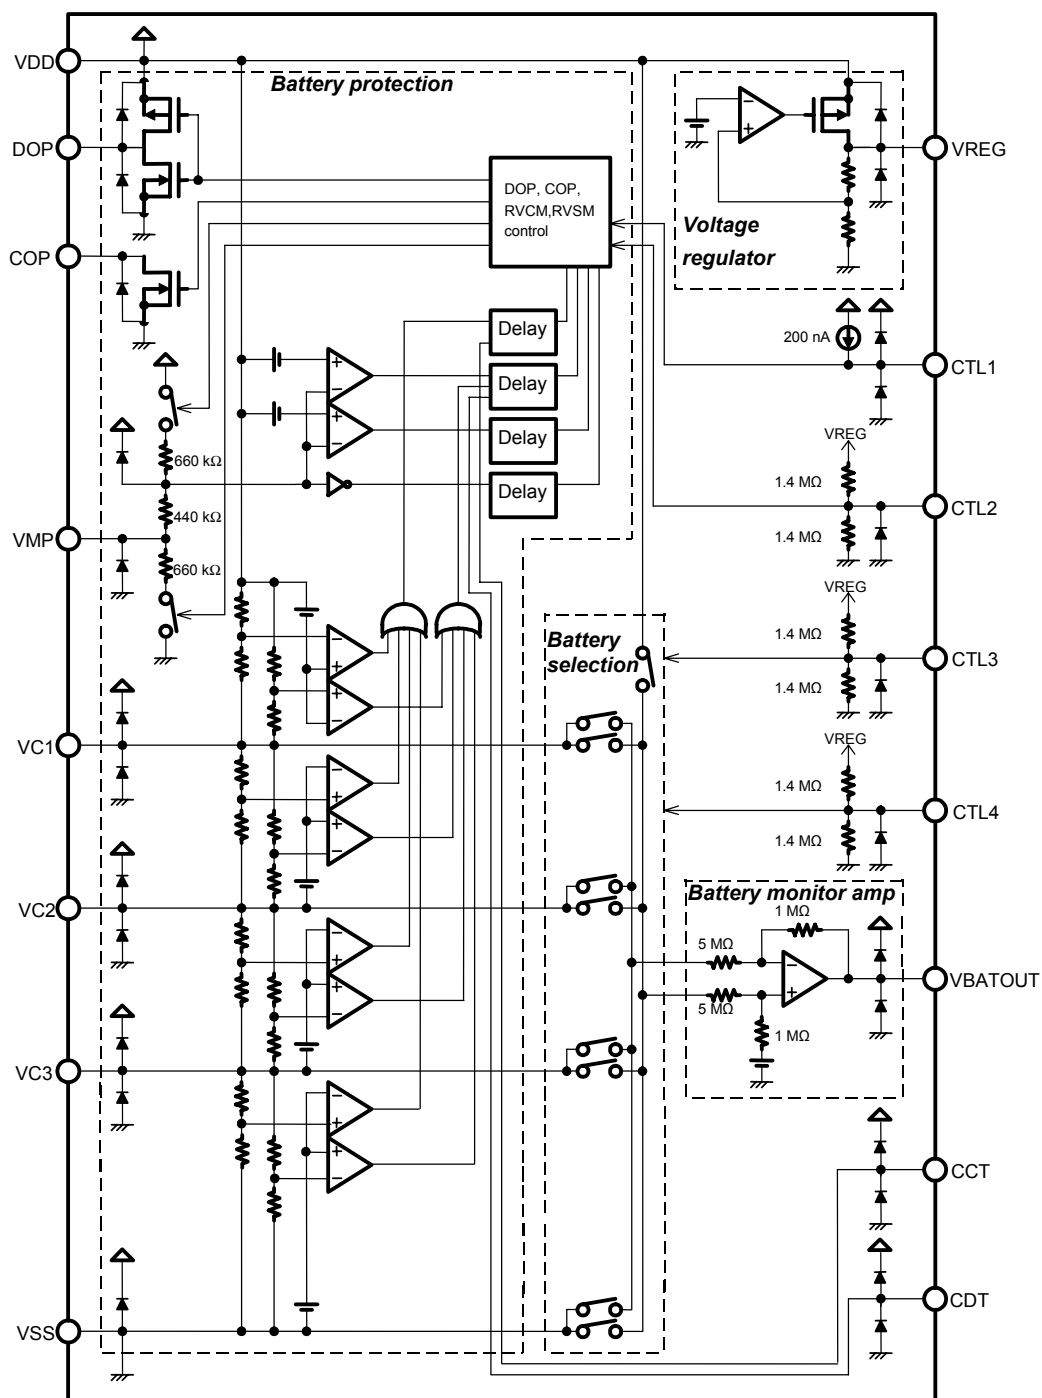 VDD
Battery protection
DOP
COP
DOP, COP,
RVCM,RVSM
control
Voltage
regulator
VREG
Delay
Delay
Delay
Delay
200 nA
CTL1
660 kΩ
440 kΩ
660 kΩ
VMP
VREG
1.4 MΩ
1.4 MΩ
CTL2
VREG
1.4 MΩ
1.4 MΩ
CTL3
Battery
selection
VC1
VREG
1.4 MΩ
1.4 MΩ
CTL4
VC2
Battery monitor amp
1 MΩ
5 MΩ
5 MΩ
1 MΩ
VBATOUT
VC3
CCT
CDT
VSS